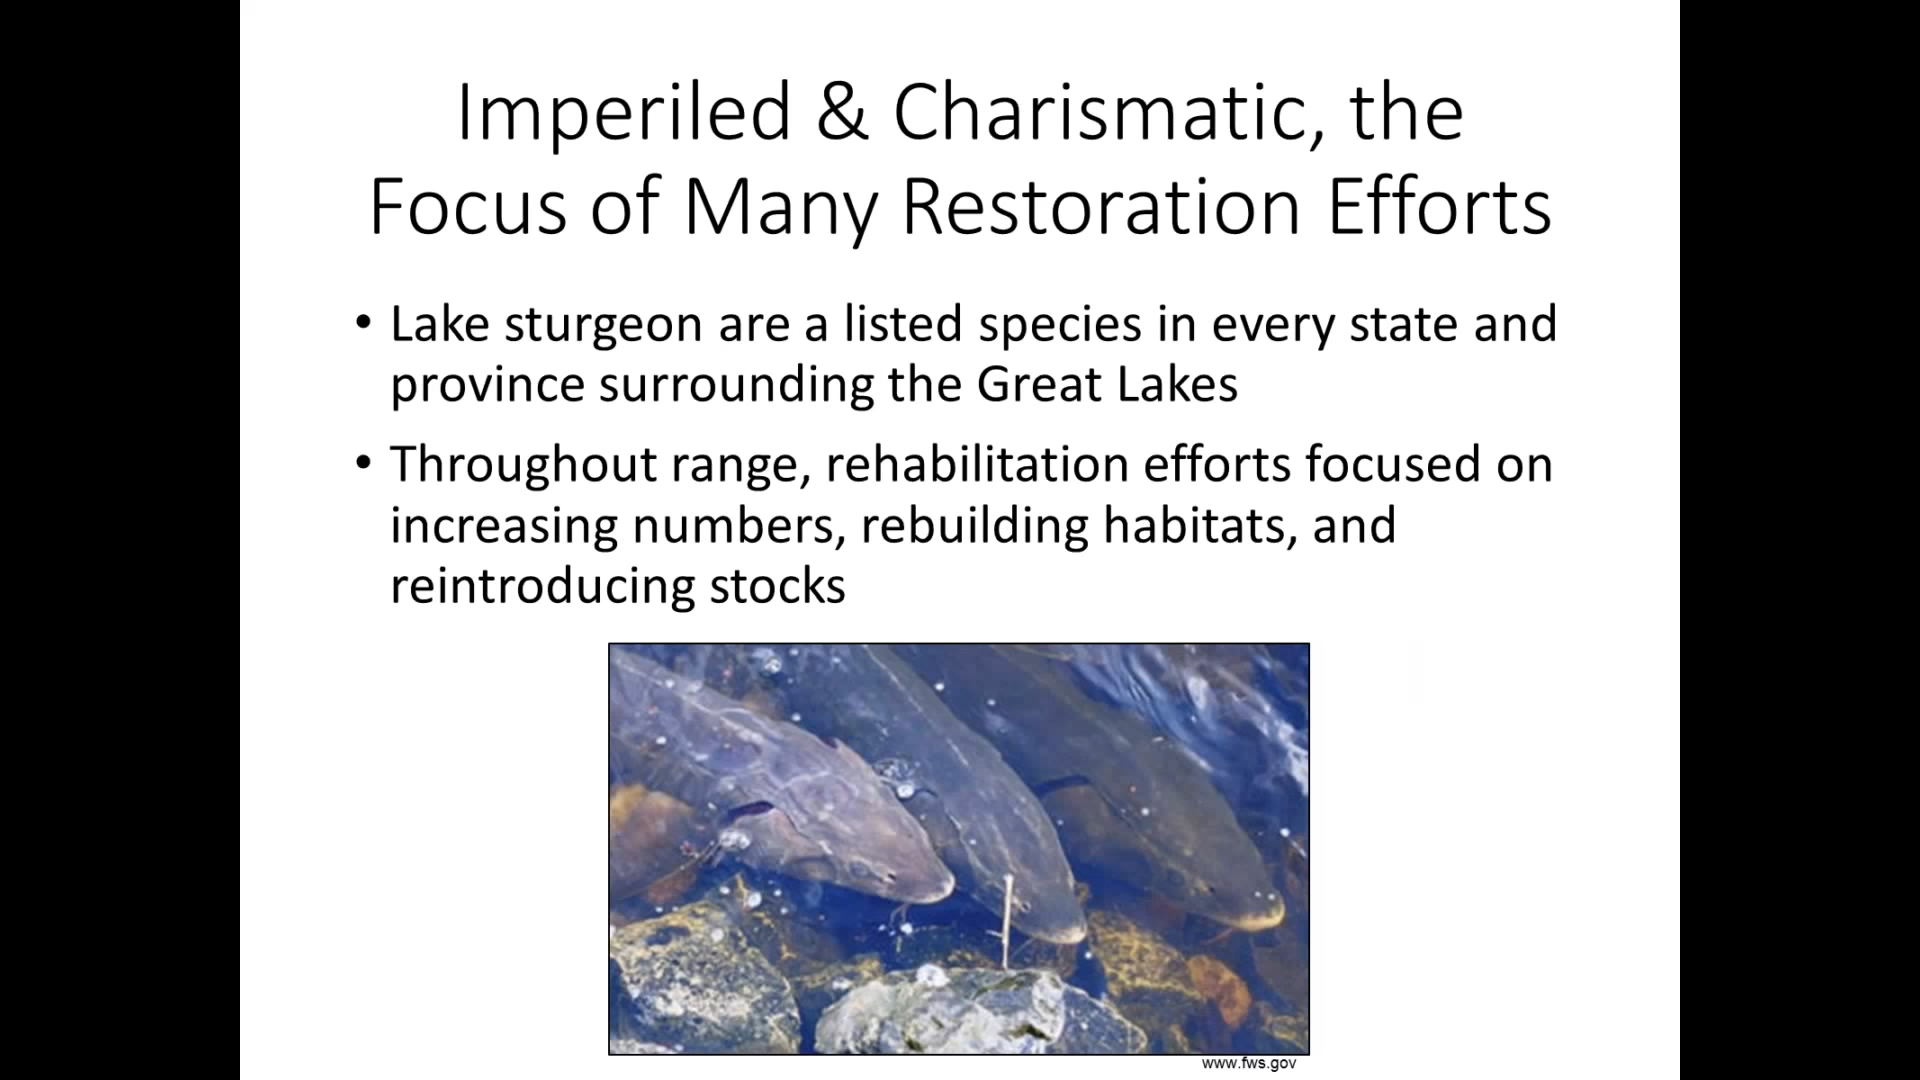 Imperiled & Charismatic, the
Focus of Many Restoration Efforts
• Lake sturgeon are a listed species in every state and
province surrounding the Great Lakes
• Throughout range, rehabilitation efforts focused on
increasing numbers, rebuilding habitats, and
reintroducing stocks
www.fws.gov